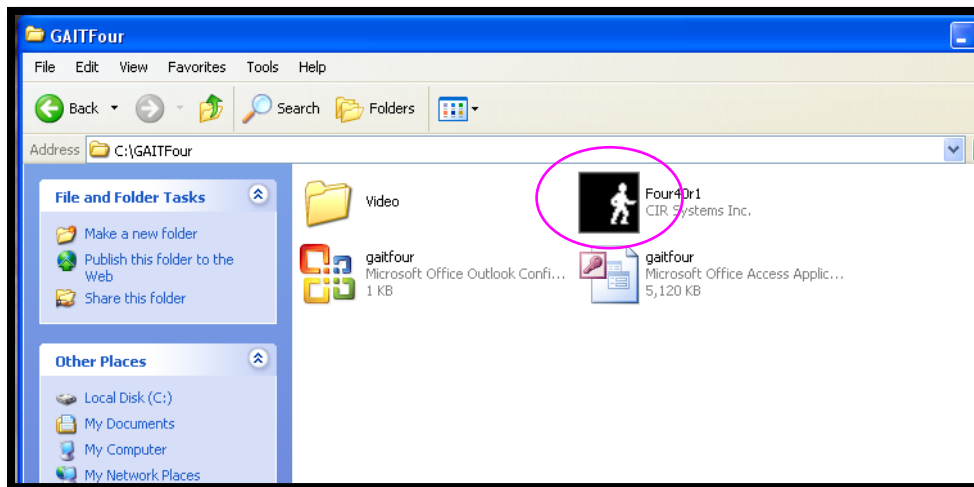 GAITFour
File Edit View Favorites Tools Help
Back Search Folders
Address C:\GAITFour
File and Folder Tasks
Make a new folder
Publish this folder to the
Web
Share this folder
Other Places
Local Disk (C:)
My Documents
My Computer
My Network Places
Video
Four40r1
CIR Systems Inc.
gaitfour
Microsoft Office Outlook Confi...
1 KB
gaitfour
Microsoft Office Access Applic...
5,120 KB